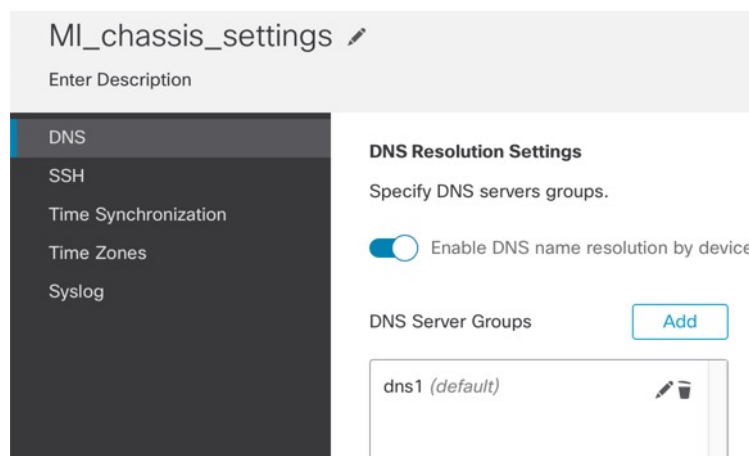 MI_chassis_settings
Enter Description
DNS
SSH
Time Synchronization
Time Zones
Syslog
DNS Resolution Settings
Specify DNS servers groups.
Enable DNS name resolution by device
DNS Server Groups
Add
dns1 (default)